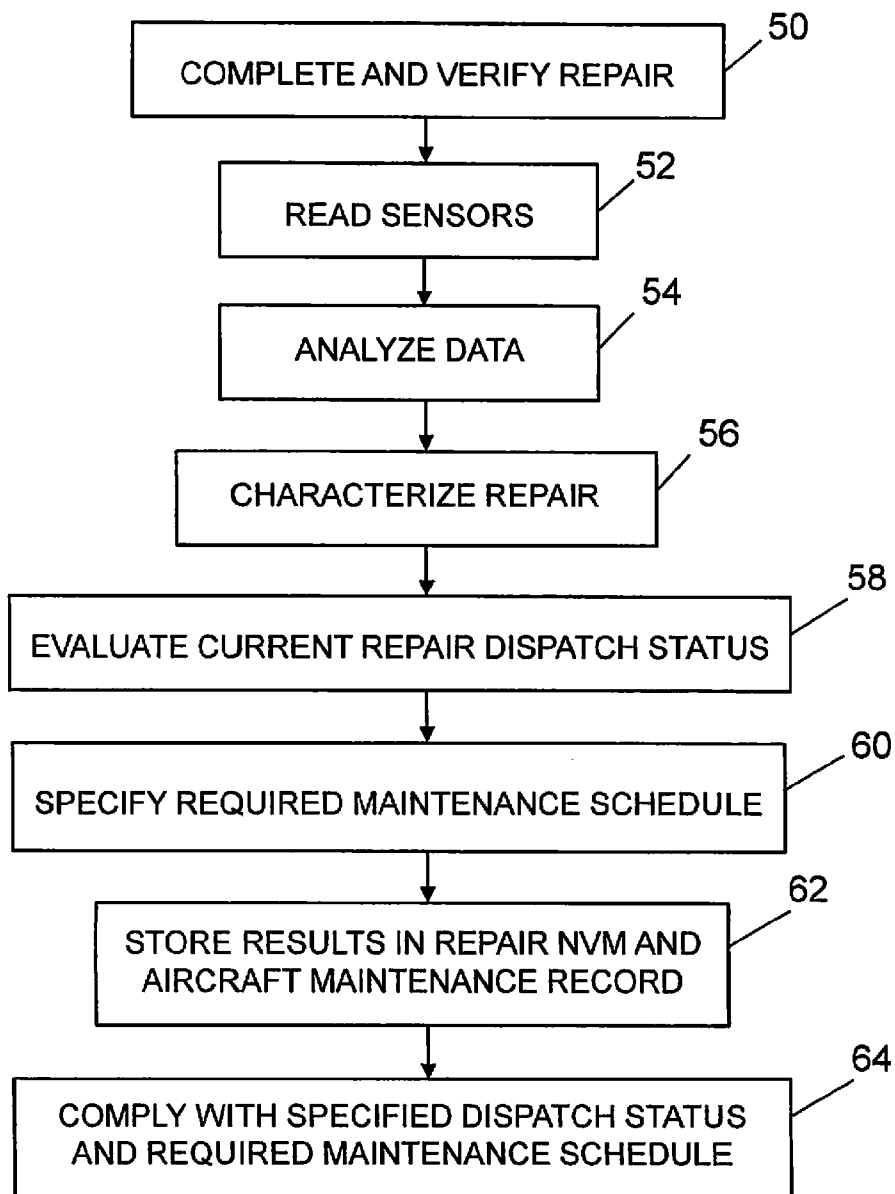 50
COMPLETE AND VERIFY REPAIR
52
READ SENSORS
54
ANALYZE DATA
56
CHARACTERIZE REPAIR
58
EVALUATE CURRENT REPAIR DISPATCH STATUS
60
SPECIFY REQUIRED MAINTENANCE SCHEDULE
62
STORE RESULTS IN REPAIR NVM AND
AIRCRAFT MAINTENANCE RECORD
64
COMPLY WITH SPECIFIED DISPATCH STATUS
AND REQUIRED MAINTENANCE SCHEDULE